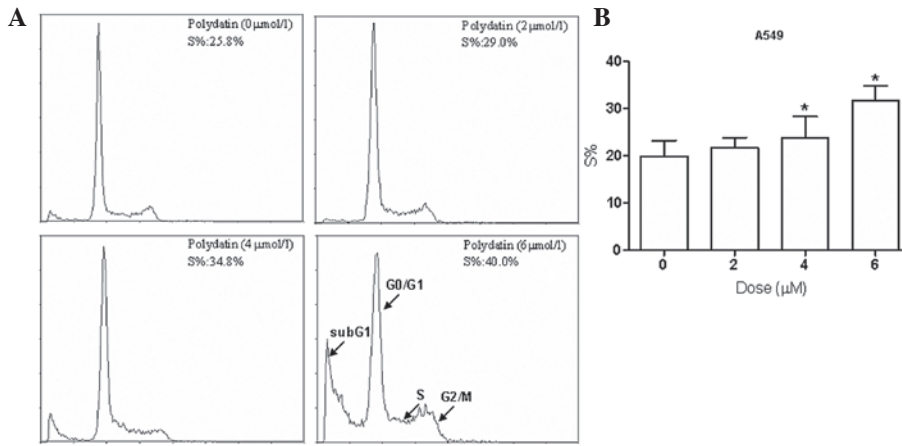 A
Polydatin (0 μmol/l)
S%:25.8%
Polydatin (2 μmol/l)
S%:29.0%
Polydatin (4 μmol/l)
S%:34.8%
Polydatin (6 μmol/l)
S%:40.0%
subG1
G0/G1
S
G2/M
B
A549
S%
40
30
20
10
0
*
*
0
2
4
6
Dose (μM)